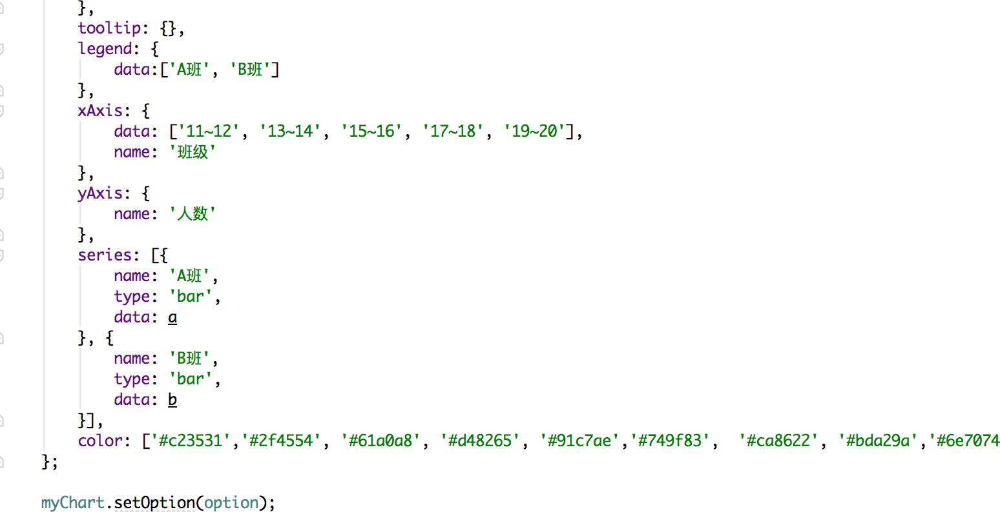 },
tooltip: {},
legend: {
data:['A班', 'B班']
},
xAxis: {
data: ['11~12', '13~14', '15~16', '17~18', '19~20'],
name: '班级'
},
yAxis: {
name: '人数'
},
series: [{
name: 'A班',
type: 'bar',
data: a
}, {
name: 'B班',
type: 'bar',
data: b
}],
color: ['#c23531','#2f4554', '#61a0a8', '#d48265', '#91c7ae','#749f83',  '#ca8622', '#bda29a','#6e7074
};
myChart.setOption(option);